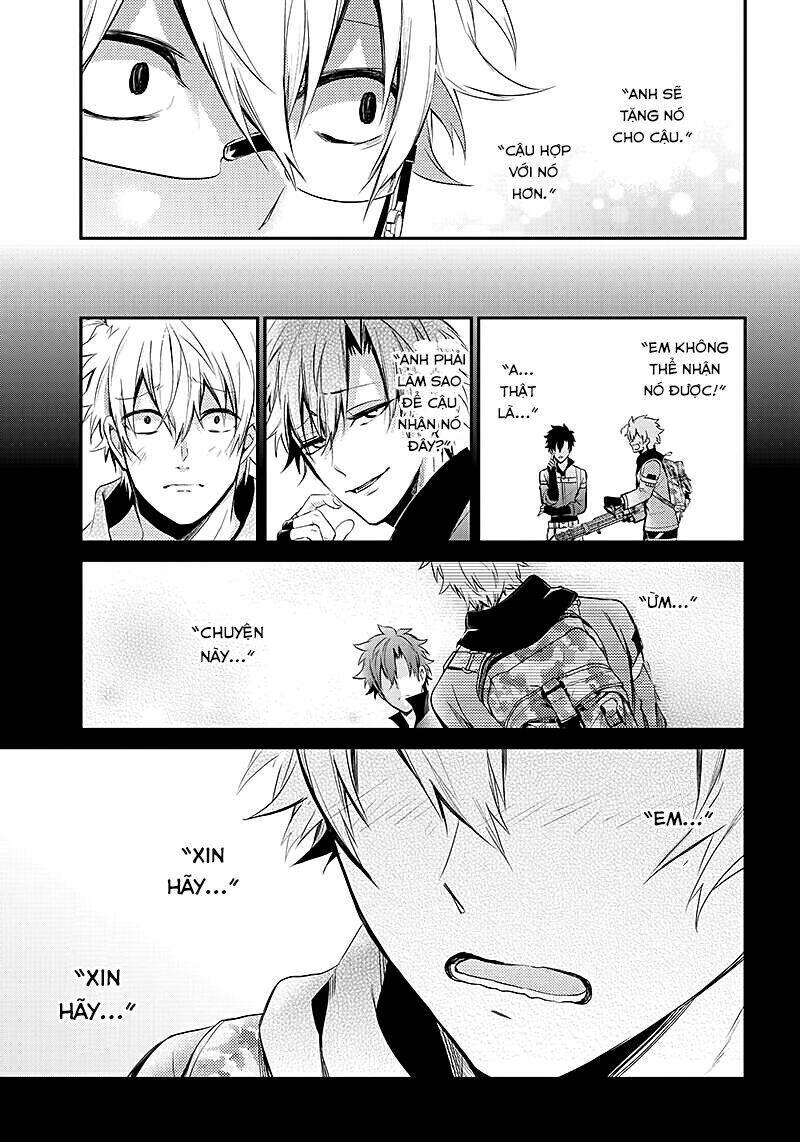 "ANH SẼ
TẶNG NÓ
CHO CẬU."
"CẬU HỢP
VỚI NÓ
HƠN."
"EM KHÔNG
THỂ NHẬN
NÓ ĐƯỢC!"
"A...
THẬT
LÀ..."
"ANH PHẢI
LÀM SAO
ĐỂ CẬU
NHẬN NÓ
ĐÂY?"
"ỪM..."
"CHUYỆN
NÀY..."
"EM..."
"XIN
HÃY..."
"XIN
HÃY..."